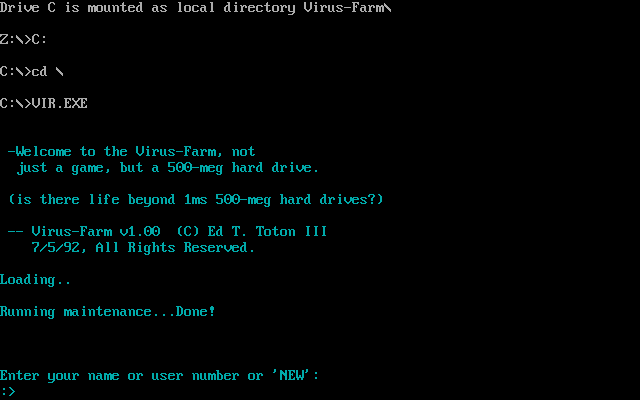 Drive C is mounted as local directory Virus-Farm\
Z:\>C:
C:\>cd \
C:\>VIR.EXE
-Welcome to the Virus-Farm, not
just a game, but a 500-meg hard drive.
(is there life beyond 1ms 500-meg hard drives?)
-- Virus-Farm v1.00  (C) Ed T. Toton III
7/5/92, All Rights Reserved.
Loading..
Running maintenance...Done!
Enter your name or user number or 'NEW':
:>